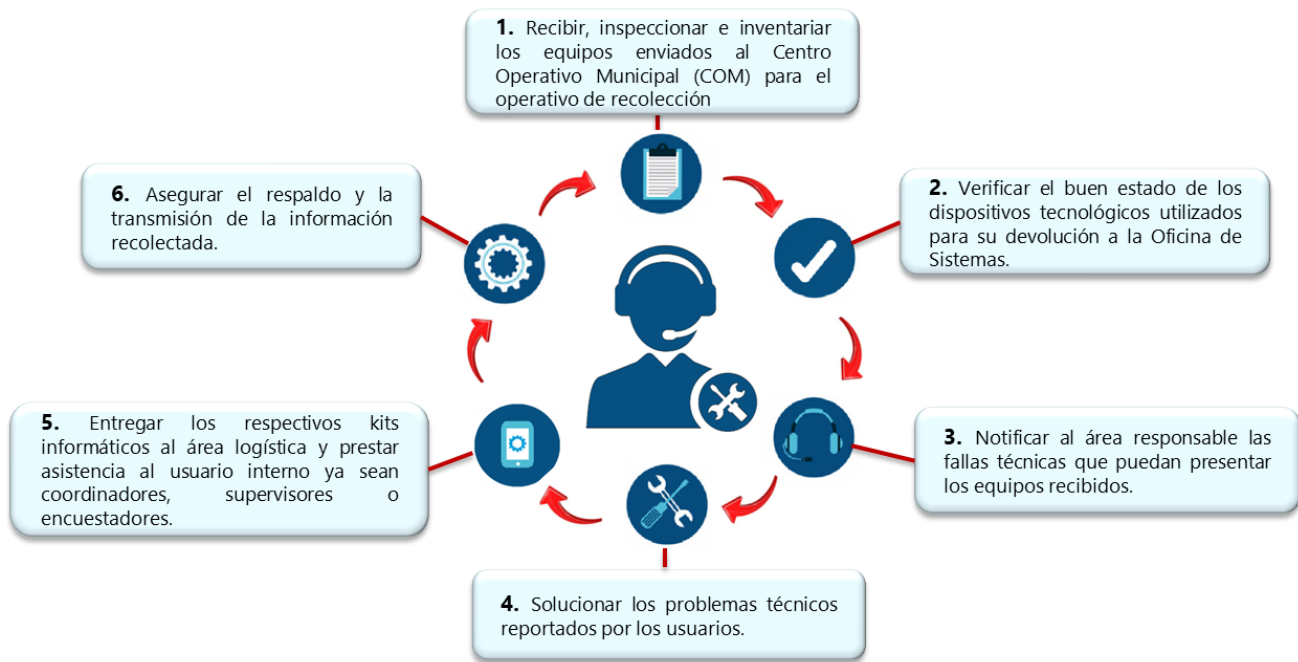 1. Recibir, inspeccionar e inventariar
los equipos enviados al Centro
Operativo Municipal (COM) para el
operativo de recolección
2. Verificar el buen estado de los
dispositivos tecnológicos utilizados
para su devolución a la Oficina de
Sistemas.
3. Notificar al área responsable las
fallas técnicas que puedan presentar
los equipos recibidos.
4. Solucionar los problemas técnicos
reportados por los usuarios.
5. Entregar los respectivos kits
informáticos al área logística y prestar
asistencia al usuario interno ya sean
coordinadores, supervisores o
encuestadores.
6. Asegurar el respaldo y la
transmisión de la información
recolectada.